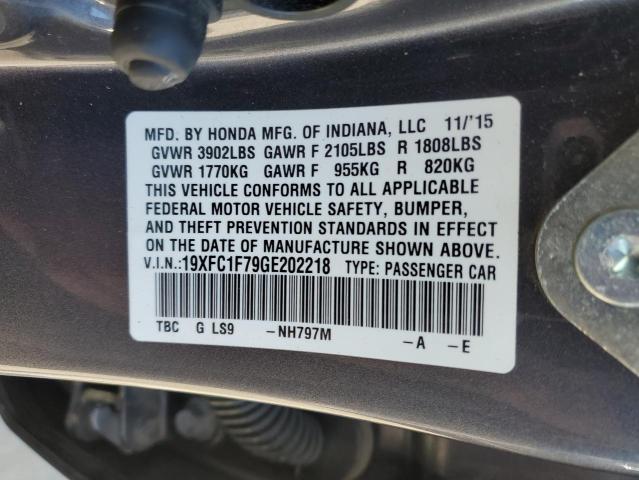 MFD. BY HONDA MFG. OF INDIANA, LLC 11/'15
GVWR 3902LBS GAWR F 2105LBS R 1808LBS
GVWR 1770KG GAWR F 955KG R 820KG
THIS VEHICLE CONFORMS TO ALL APPLICABLE
FEDERAL MOTOR VEHICLE SAFETY, BUMPER,
AND THEFT PREVENTION STANDARDS IN EFFECT
ON THE DATE OF MANUFACTURE SHOWN ABOVE.
V.I.N.:19XFC1F79GE202218 TYPE: PASSENGER CAR
TBC G LS9 -NH797M -A -E